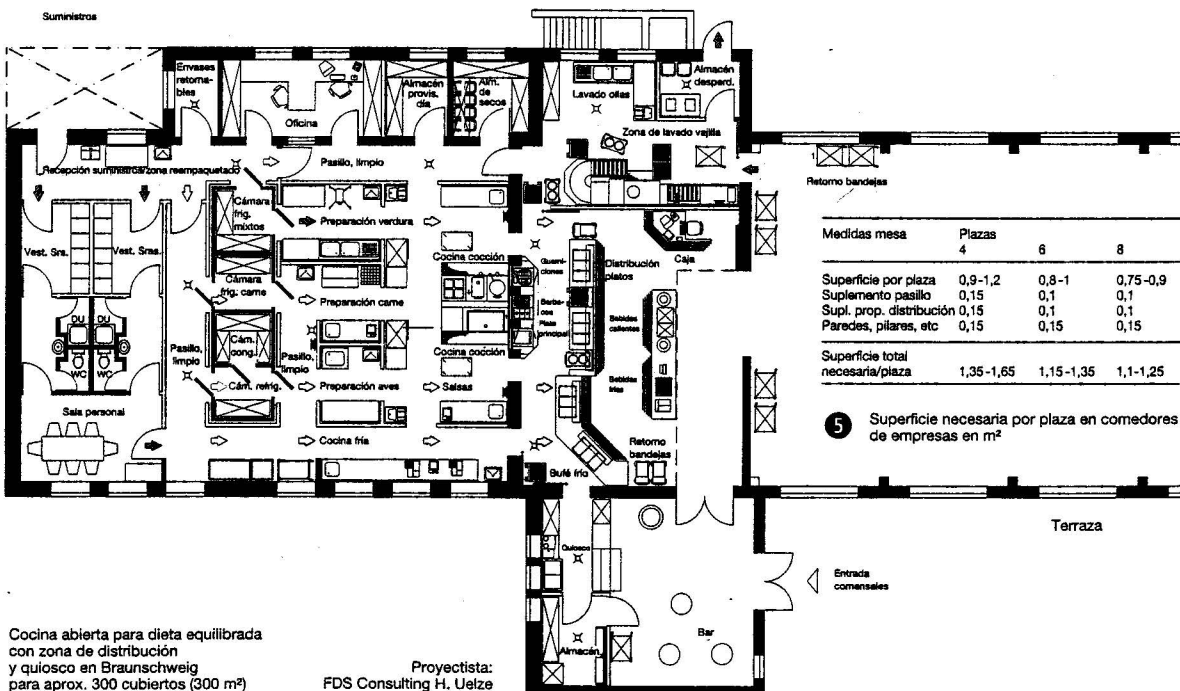 Suministros
Envases
retorna-
bles
Oficina
Almacén
provis.
día
Alm.
de
secos
Lavado ollas
Almacén
desperd.
Zona de lavado vajilla
Recepción suministros/zona reempaquetado
Pasillo, limpio
Retorno bandejas
Cámara
frig.
mixtos
Preparación verdura
Vest. Sra.
Vest. Sras.
Cocina cocción
Guarni-
ciones
Distribución
platos
Caja
Cámara
frig. carne
Preparación carne
Barba-
coa
Plato
principal
Bebidas
calientes
DU
DU
WC
WC
Pasillo,
limpio
Cám.
cong.
Pasillo,
limpio
Cocina cocción
Cám. refrig.
Preparación aves
Salsas
Bebidas
frías
Sala personal
Cocina fría
Bufé frío
Retorno
bandejas
Medidas mesa Plazas
4 6 8
Superficie por plaza 0,9-1,2 0,8-1 0,75-0,9
Suplemento pasillo 0,15 0,1 0,1
Supl. prop. distribución 0,15 0,1 0,1
Paredes, pilares, etc 0,15 0,15 0,15
Superficie total
necesaria/plaza 1,35-1,65 1,15-1,35 1,1-1,25
5 Superficie necesaria por plaza en comedores
de empresas en m²
Terraza
Quiosco
Entrada
comensales
Bar
Almacén
Cocina abierta para dieta equilibrada
con zona de distribución
y quiosco en Braunschweig
para aprox. 300 cubiertos (300 m²)
Proyectista:
FDS Consulting H. Uelze